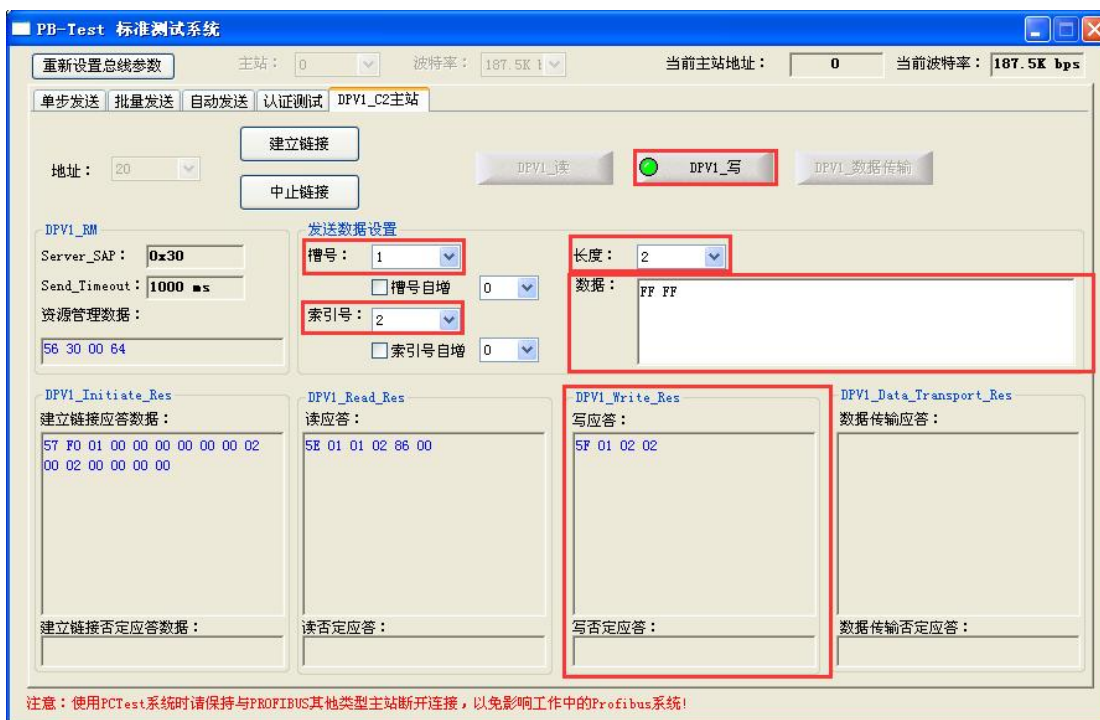 PB-Test 标准测试系统
重新设置总线参数 主站： 0 波特率： 187.5K 当前主站地址： 0 当前波特率： 187.5K bps
单步发送 批量发送 自动发送 认证测试 DPV1_C2主站
建立链接
地址： 20 DPV1_读 DPV1_写 DPV1_数据传输
中止链接
DPV1_RM 发送数据设置
Server_SAP： 0x30 槽号： 1 长度： 2
Send_Timeout： 1000 ms 槽号自增 0 数据： FF FF
资源管理数据： 索引号： 2
56 30 00 64 索引号自增 0
DPV1_Initiate_Res DPV1_Read_Res DPV1_Write_Res DPV1_Data_Transport_Res
建立链接应答数据： 读应答： 写应答： 数据传输应答：
57 F0 01 00 00 00 00 00 00 02 5E 01 01 02 86 00 5F 01 02 02
00 02 00 00 00 00
建立链接否定应答数据： 读否定应答： 写否定应答： 数据传输否定应答：
注意：使用PCTest系统时请保持与PROFIBUS其他类型主站断开连接，以免影响工作中的Profibus系统!